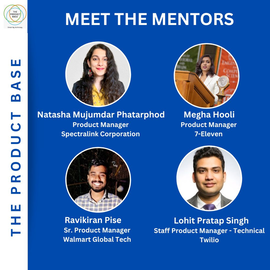 MEET THE MENTORS
THE PRODUCT BASE
Natasha Mujumdar Phatarphod
Product Manager
Spectralink Corporation
Megha Hooli
Product Manager
7-Eleven
Ravikiran Pise
Sr. Product Manager
Walmart Global Tech
Lohit Pratap Singh
Staff Product Manager - Technical
Twilio